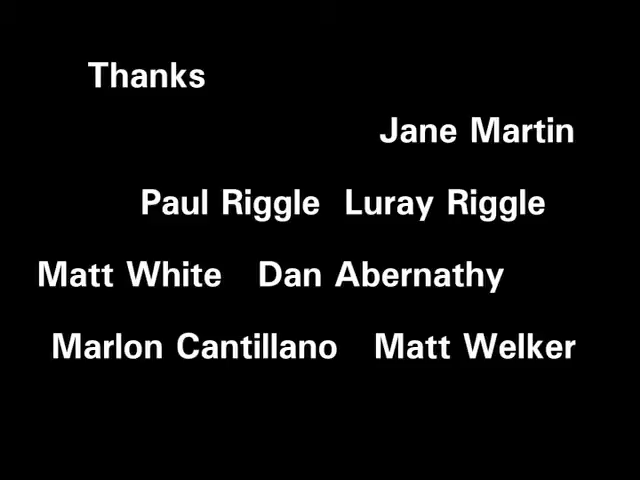 Thanks
Jane Martin
Paul Riggle Luray Riggle
Matt White Dan Abernathy
Marlon Cantillano Matt Welker